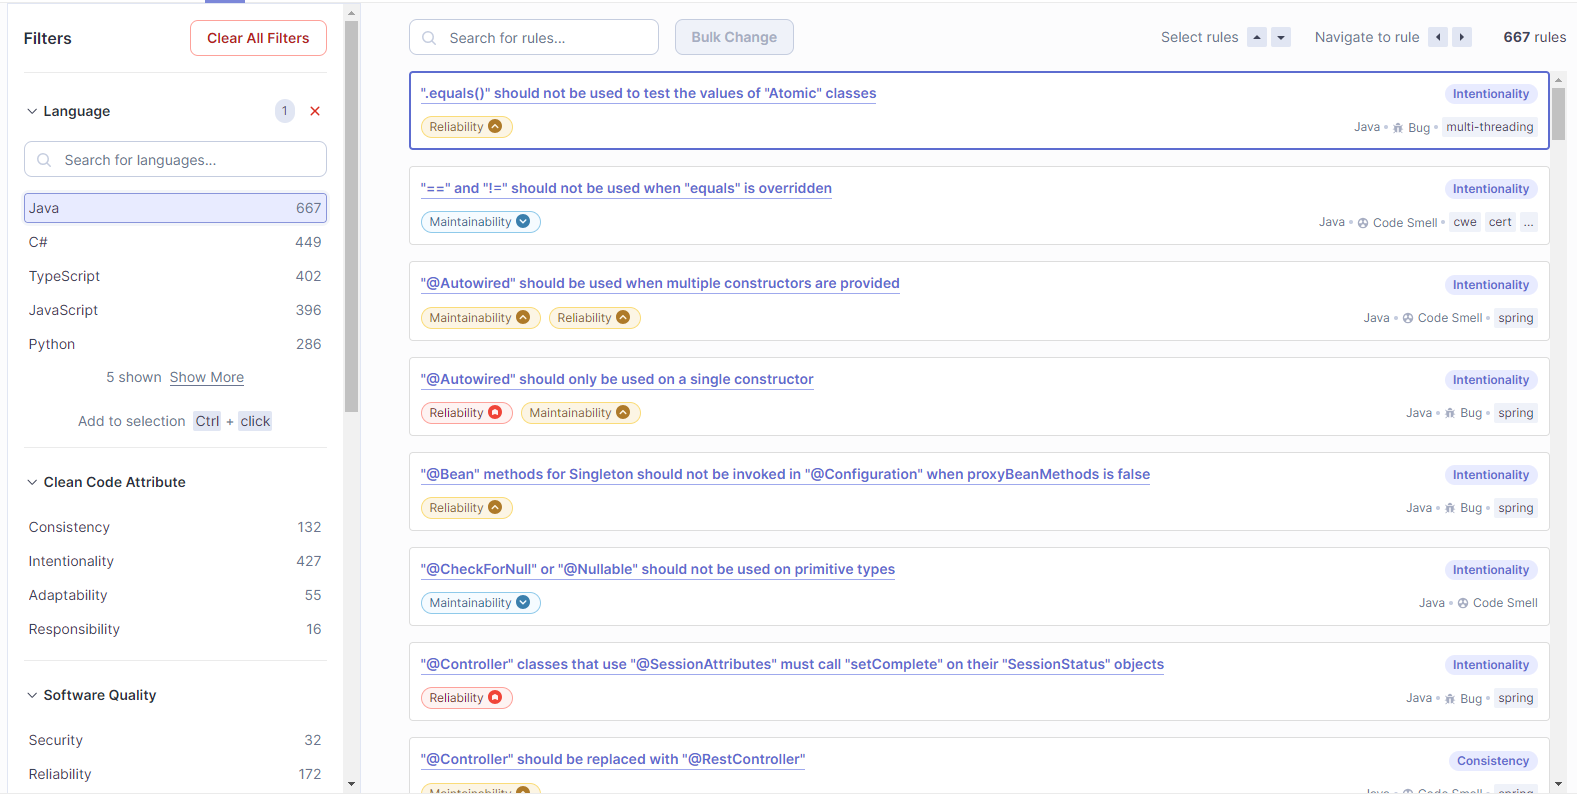 Filters
Clear All Filters
Language
1
Search for languages...
Java 667
C# 449
TypeScript 402
JavaScript 396
Python 286
5 shown Show More
Add to selection Ctrl + click
Clean Code Attribute
Consistency 132
Intentionality 427
Adaptability 55
Responsibility 16
Software Quality
Security 32
Reliability 172
Search for rules...
Bulk Change
Select rules
Navigate to rule
667 rules
".equals()" should not be used to test the values of "Atomic" classes
Intentionality
Reliability
Java • Bug • multi-threading
"==" and "!=" should not be used when "equals" is overridden
Intentionality
Maintainability
Java • Code Smell • cwe cert ...
"@Autowired" should be used when multiple constructors are provided
Intentionality
Maintainability Reliability
Java • Code Smell • spring
"@Autowired" should only be used on a single constructor
Intentionality
Reliability Maintainability
Java • Bug • spring
"@Bean" methods for Singleton should not be invoked in "@Configuration" when proxyBeanMethods is false
Intentionality
Reliability
Java • Bug • spring
"@CheckForNull" or "@Nullable" should not be used on primitive types
Intentionality
Maintainability
Java • Code Smell
"@Controller" classes that use "@SessionAttributes" must call "setComplete" on their "SessionStatus" objects
Intentionality
Reliability
Java • Bug • spring
"@Controller" should be replaced with "@RestController"
Consistency
Maintainability
Java • Code Smell • spring